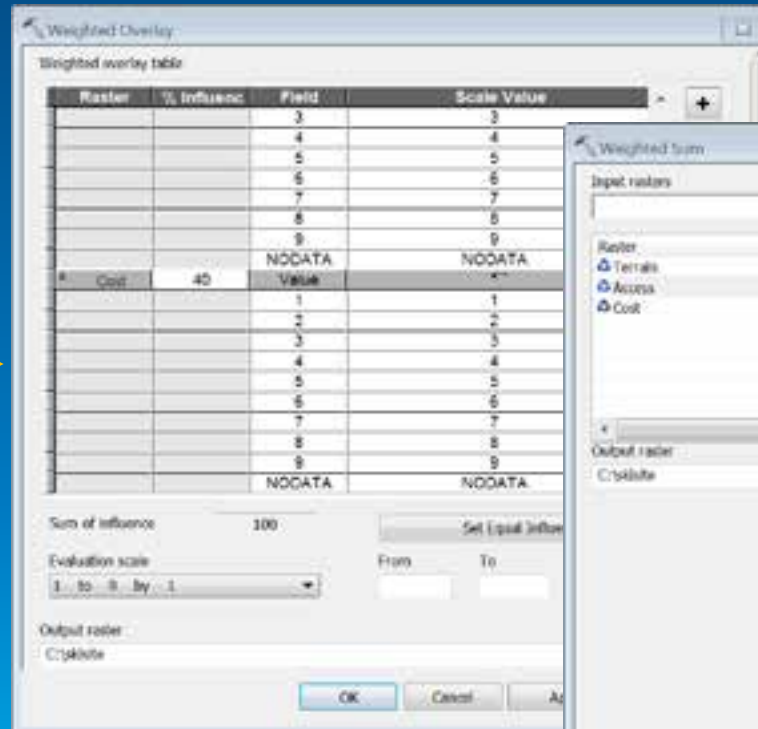 Weighted Overlay
Weighted overlay table
Raster % Influenc Field Scale Value
3 3
4 4
5 5
6 6
7 7
8 8
9 9
NODATA NODATA
Cost 40 Value
1 1
2 2
3 3
4 4
5 5
6 6
7 7
8 8
9 9
NODATA NODATA
Sum of influence 100 Set Equal Influe
Evaluation scale From To
1 to 9 by 1
Output raster
C:\skisite
OK Cancel Ap
Weighted Sum
Input rasters
Raster
Terrain
Access
Cost
Output raster
C:\skisite